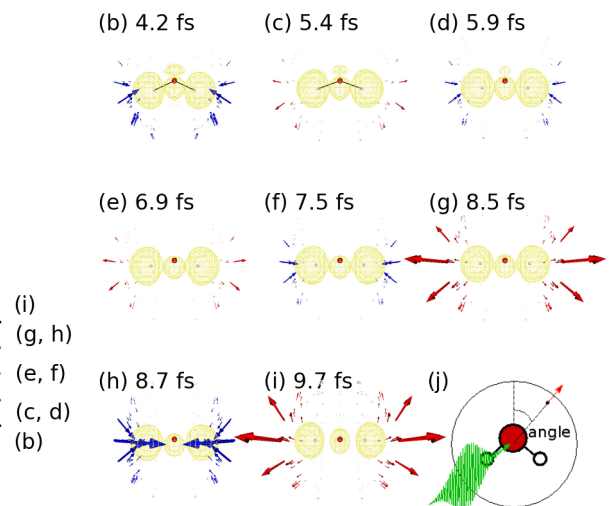 (b) 4.2 fs (c) 5.4 fs (d) 5.9 fs
(e) 6.9 fs (f) 7.5 fs (g) 8.5 fs
(i)
(g, h)
(e, f)
(c, d)
(b)
(h) 8.7 fs (i) 9.7 fs (j)
angle